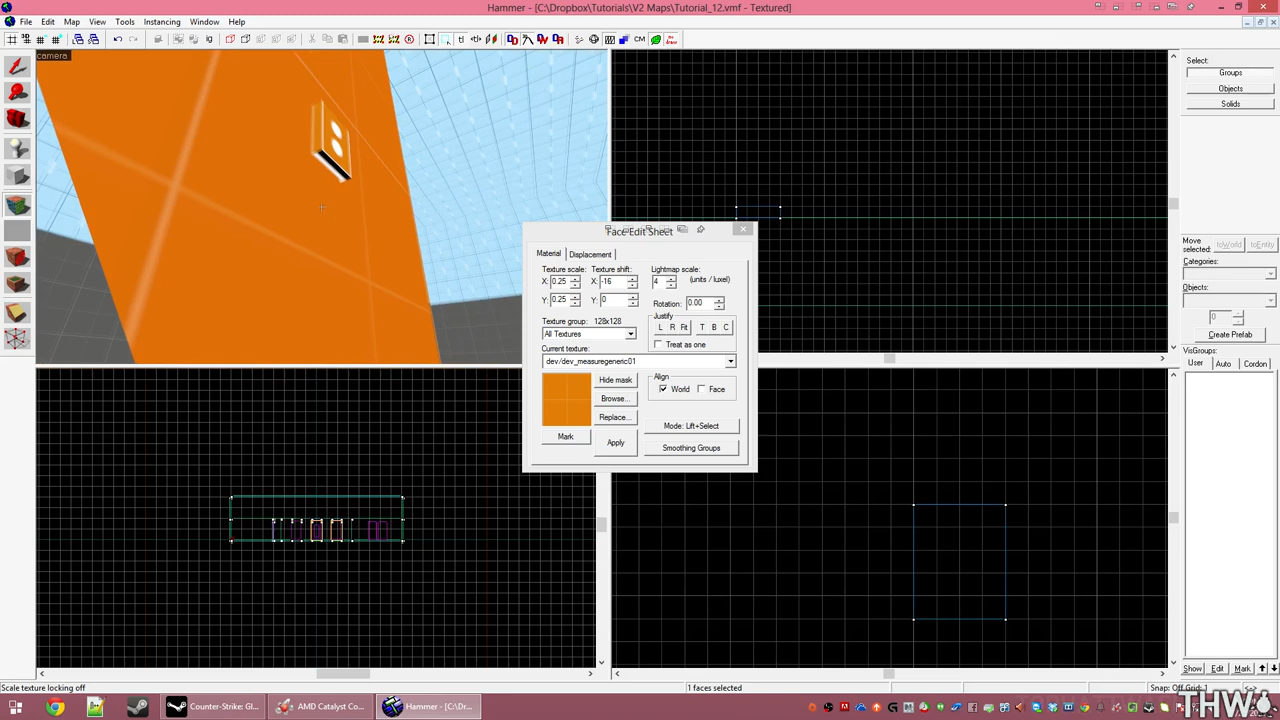 Hammer - [C:\Dropbox\Tutorials\V2 Maps\Tutorial_12.vmf - Textured]
File Edit Map View Tools Instancing Window Help
camera
CM
Select:
Groups
Objects
Solids
Move
selected:
toWorld
toEntity
Categories:
Objects:
0
Create Prefab
VisGroups:
User Auto Cordon
Face Edit Sheet
Material Displacement
Texture scale: Texture shift: Lightmap scale:
X: 0.25 X: -16 4 (units / luxel)
Y: 0.25 Y: 0 Rotation: 0.00
Texture group: 128x128 Justify
All Textures L R Fit T B C
Treat as one
Current texture:
dev/dev_measuregeneric01
Hide mask Align
World Face
Browse...
Replace...
Mode: Lift+Select
Mark Apply
Smoothing Groups
Show Edit Mark
Scale texture locking off
1 faces selected
Counter-Strike: Gl...
AMD Catalyst Co...
Hammer - [C:\Dr...
THW